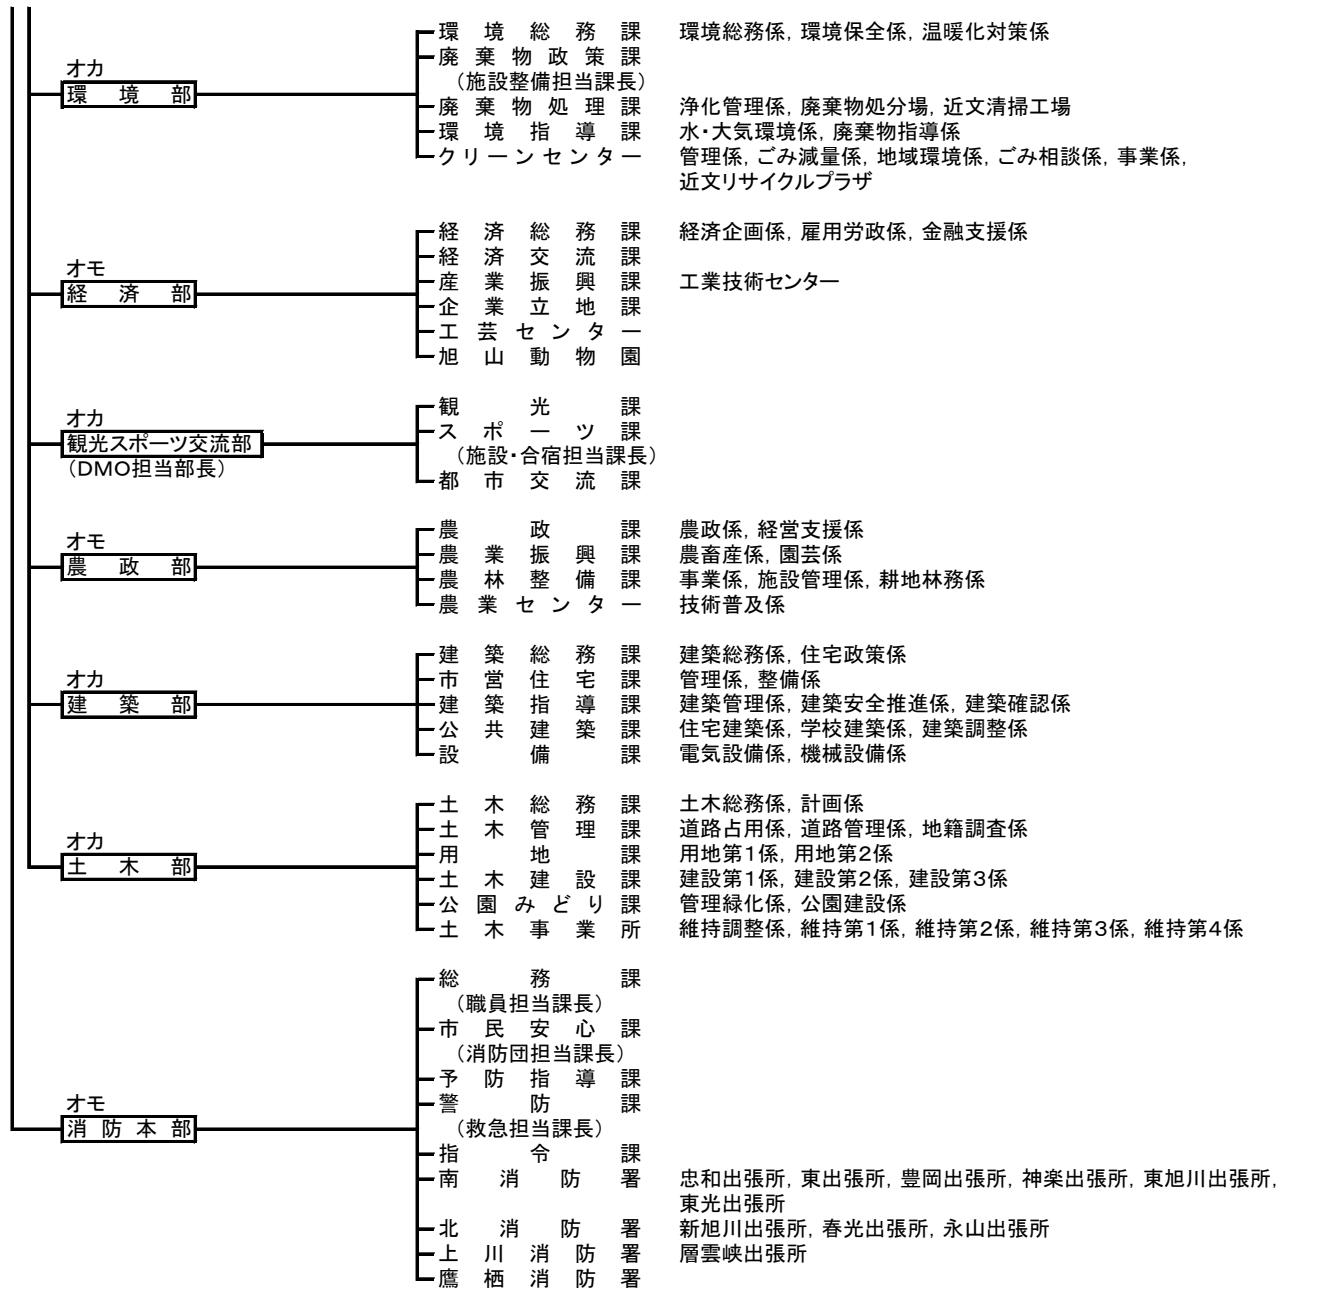 環境総務課 環境総務係, 環境保全係, 温暖化対策係
廃棄物政策課
オカ
(施設整備担当課長)
環境部
廃棄物処理課 浄化管理係, 廃棄物処分場, 近文清掃工場
環境指導課 水・大気環境係, 廃棄物指導係
クリーンセンター 管理係, ごみ減量係, 地域環境係, ごみ相談係, 事業係,
近文リサイクルプラザ
経済総務課 経済企画係, 雇用労政係, 金融支援係
経済交流課
オモ
産業振興課 工業技術センター
経済部
企業立地課
工芸センター
旭山動物園
観光課
オカ
スポーツ課
観光スポーツ交流部
(施設・合宿担当課長)
(DMO担当部長)
都市交流課
農政課 農政係, 経営支援係
オモ
農業振興課 農畜産係, 園芸係
農政部
農林整備課 事業係, 施設管理係, 耕地林務係
農業センター 技術普及係
建築総務課 建築総務係, 住宅政策係
オカ
市営住宅課 管理係, 整備係
建築部
建築指導課 建築管理係, 建築安全推進係, 建築確認係
公共建築課 住宅建築係, 学校建築係, 建築調整係
設備課 電気設備係, 機械設備係
土木総務課 土木総務係, 計画係
土木管理課 道路占用係, 道路管理係, 地籍調査係
オカ
用地課 用地第1係, 用地第2係
土木部
土木建設課 建設第1係, 建設第2係, 建設第3係
公園みどり課 管理緑化係, 公園建設係
土木事業所 維持調整係, 維持第1係, 維持第2係, 維持第3係, 維持第4係
総務課
(職員担当課長)
市民安心課
(消防団担当課長)
予防指導課
オモ
警防課
消防本部
(救急担当課長)
指令課
南消防署 忠和出張所, 東出張所, 豊岡出張所, 神楽出張所, 東旭川出張所,
東光出張所
北消防署 新旭川出張所, 春光出張所, 永山出張所
上川消防署 層雲峡出張所
鷹栖消防署